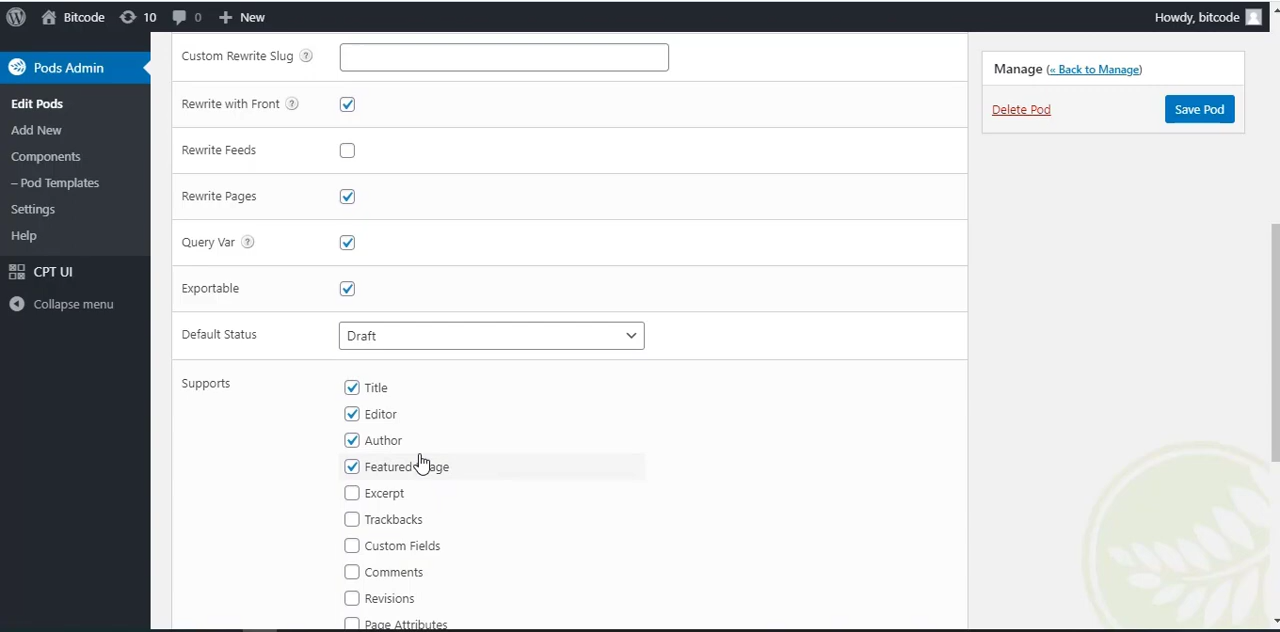 Bitcode 10 0 New Howdy, bitcode
Pods Admin
Edit Pods
Add New
Components
– Pod Templates
Settings
Help
CPT UI
Collapse menu
Custom Rewrite Slug ?
Rewrite with Front ?
Rewrite Feeds
Rewrite Pages
Query Var ?
Exportable
Default Status Draft
Supports
Title
Editor
Author
Featured age
Excerpt
Trackbacks
Custom Fields
Comments
Revisions
Page Attributes
Manage (« Back to Manage)
Delete Pod Save Pod